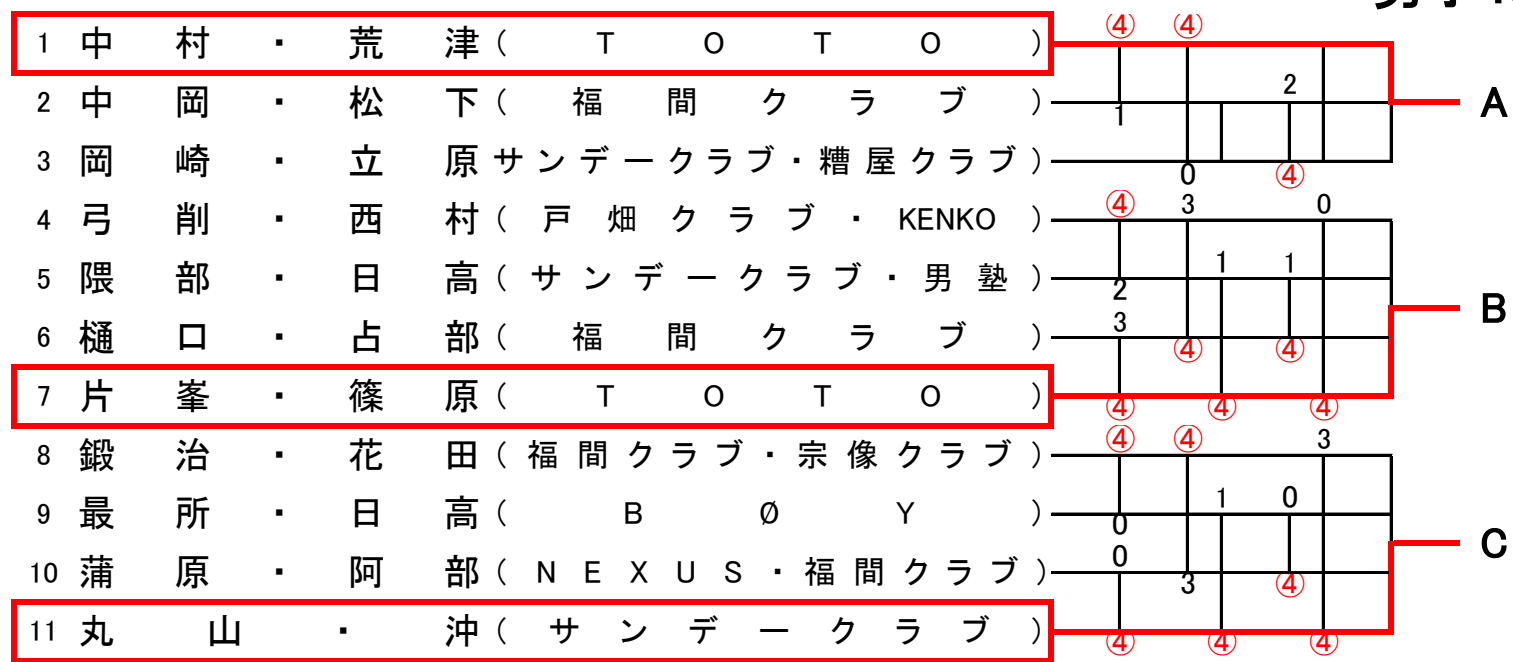 ④ ④
1 中村・荒津(TOTO)
2 A
2 中岡・松下(福間クラブ)
1
3 岡崎・立原サンデークラブ・糟屋クラブ)
0 ④
④ 3 0
4 弓削・西村(戸畑クラブ・KENKO)
1 1
5 隈部・日高(サンデークラブ・男塾)
2
B
3
6 樋口・占部(福間クラブ)
④ ④
7 片峯・篠原(TOTO)
④ ④ ④
④ ④ 3
8 鍛治・花田(福間クラブ・宗像クラブ)
1 0
9 最所・日高(BØY)
0
C
0
10 蒲原・阿部(NEXUS・福間クラブ)
3 ④
11 丸山・沖(サンデークラブ)
④ ④ ④